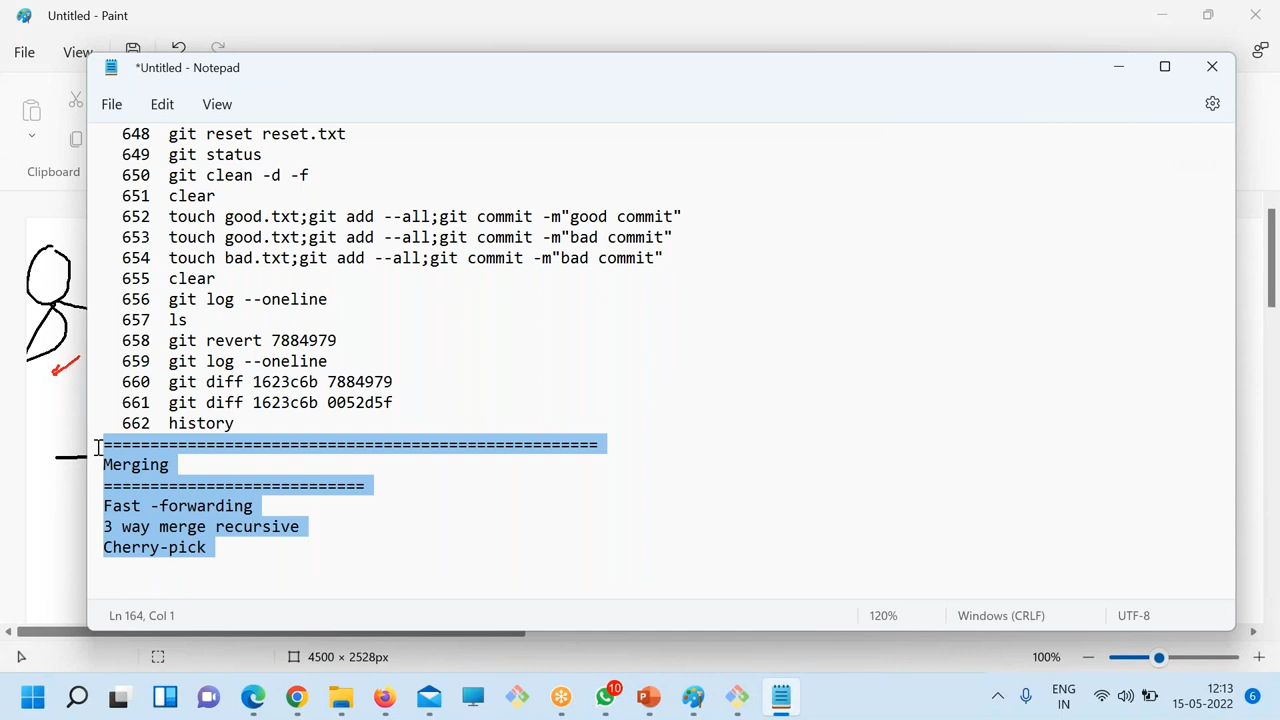 Untitled - Paint
File View
*Untitled - Notepad
File Edit View
648 git reset reset.txt
649 git status
650 git clean -d -f
651 clear
652 touch good.txt;git add --all;git commit -m"good commit"
653 touch good.txt;git add --all;git commit -m"bad commit"
654 touch bad.txt;git add --all;git commit -m"bad commit"
655 clear
656 git log --oneline
657 ls
658 git revert 7884979
659 git log --oneline
660 git diff 1623c6b 7884979
661 git diff 1623c6b 0052d5f
662 history
=====================================================
Merging
============================
Fast -forwarding
3 way merge recursive
Cherry-pick
Clipboard
Ln 164, Col 1 120% Windows (CRLF) UTF-8
4500 × 2528px 100%
10
ENG
IN
12:13
15-05-2022
6